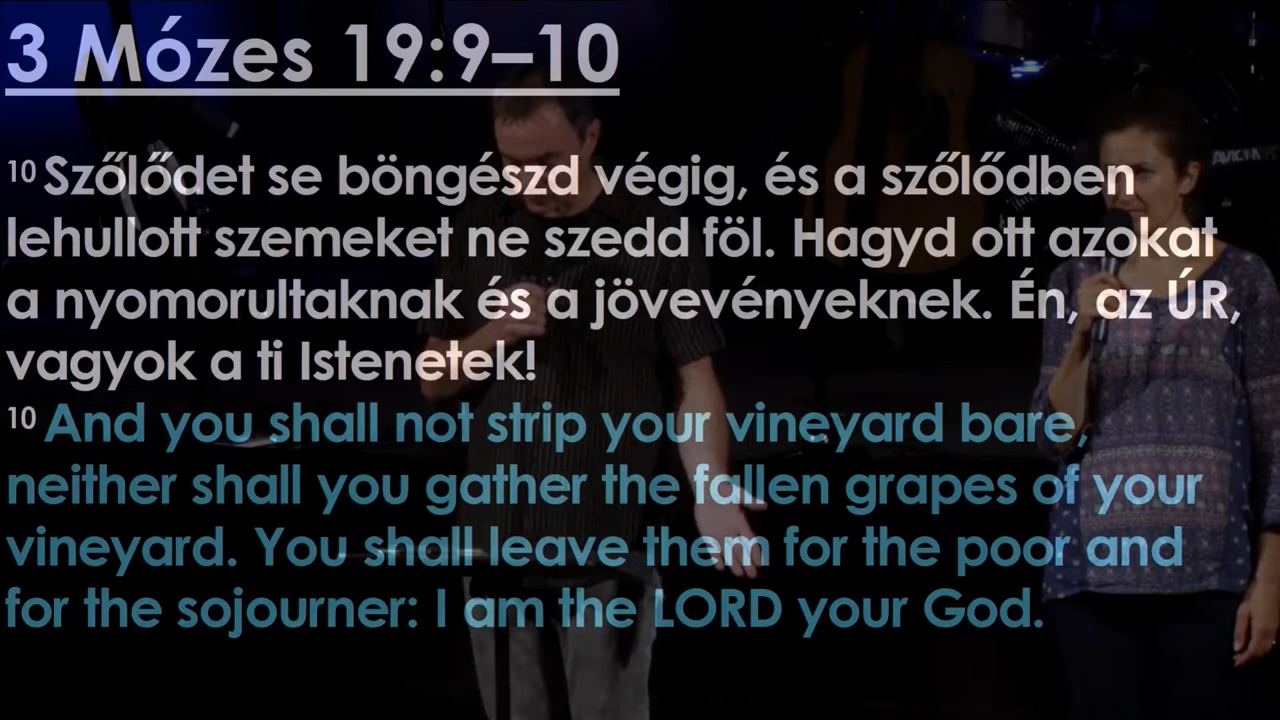 3 Mózes 19:9–10
10 Szőlődet se böngészd végig, és a szőlődben
lehullott szemeket ne szedd föl. Hagyd ott azokat
a nyomorultaknak és a jövevényeknek. Én, az ÚR,
vagyok a ti Istenetek!
10 And you shall not strip your vineyard bare,
neither shall you gather the fallen grapes of your
vineyard. You shall leave them for the poor and
for the sojourner: I am the LORD your God.